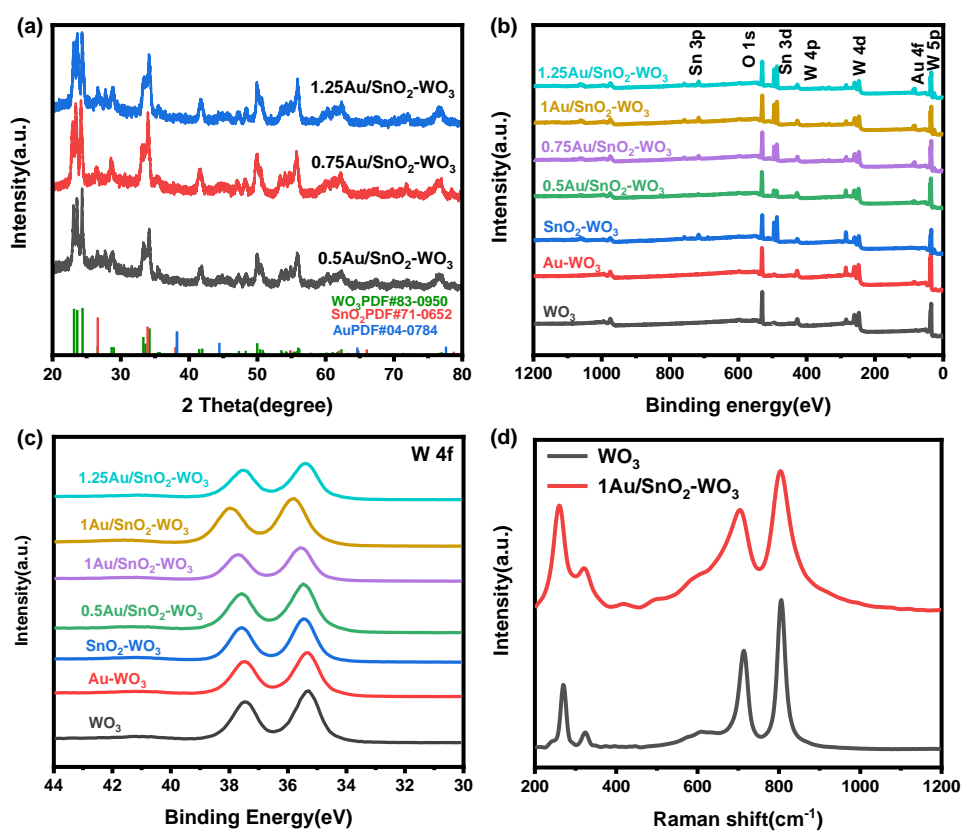 (a)
1.25Au/SnO₂-WO₃
0.75Au/SnO₂-WO₃
0.5Au/SnO₂-WO₃
WO₃PDF#83-0950
SnO₂PDF#71-0652
AuPDF#04-0784
Intensity(a.u.)
20 30 40 50 60 70 80
2 Theta(degree)
(b)
Sn 3p
O 1s
Sn 3d
W 4p
W 4d
Au 4f
W 5p
1.25Au/SnO₂-WO₃
1Au/SnO₂-WO₃
0.75Au/SnO₂-WO₃
0.5Au/SnO₂-WO₃
SnO₂-WO₃
Au-WO₃
WO₃
Intensity(a.u.)
1200 1000 800 600 400 200 0
Binding energy(eV)
(c)
W 4f
1.25Au/SnO₂-WO₃
1Au/SnO₂-WO₃
1Au/SnO₂-WO₃
0.5Au/SnO₂-WO₃
SnO₂-WO₃
Au-WO₃
WO₃
Intensity(a.u.)
44 42 40 38 36 34 32 30
Binding Energy(eV)
(d)
WO₃
1Au/SnO₂-WO₃
Intensity(a.u.)
200 400 600 800 1000 1200
Raman shift(cm⁻¹)